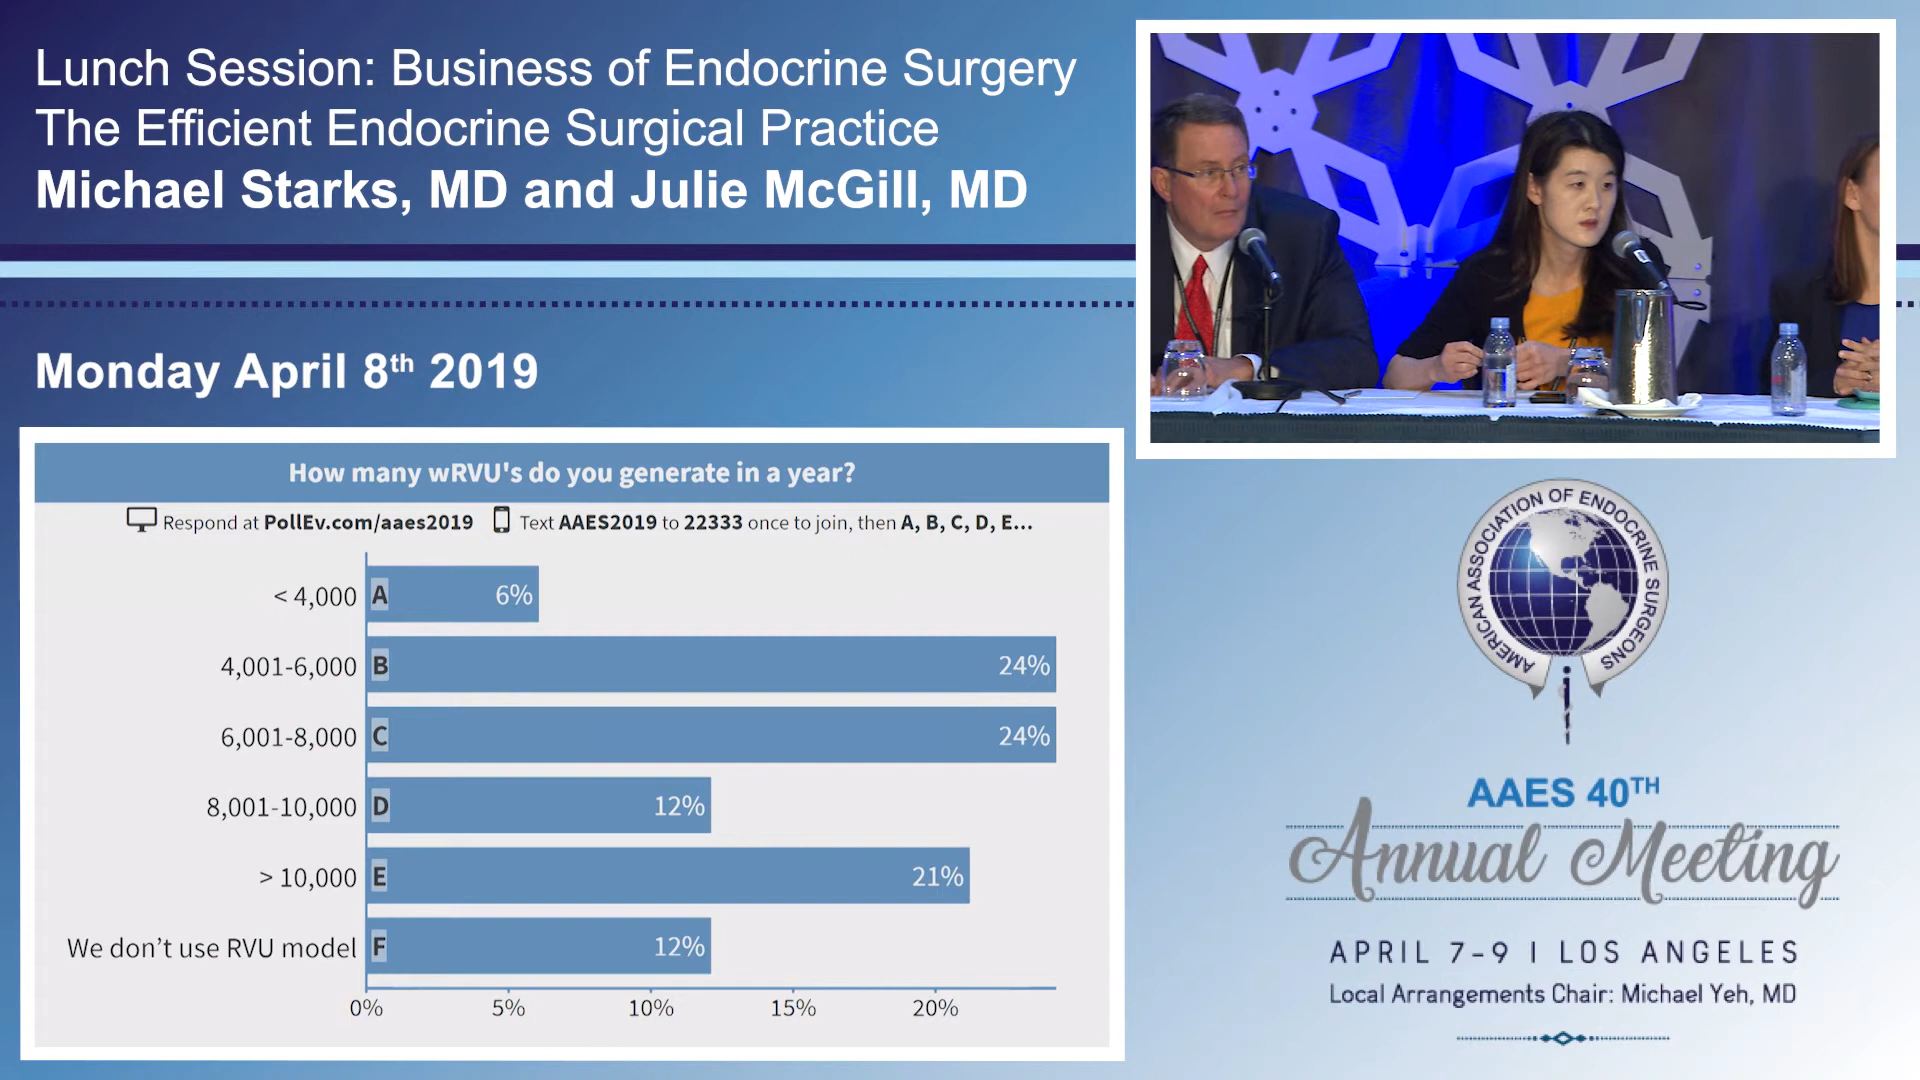 Lunch Session: Business of Endocrine Surgery
The Efficient Endocrine Surgical Practice
Michael Starks, MD and Julie McGill, MD
Monday April 8th 2019
How many wRVU's do you generate in a year?
Respond at PollEv.com/aaes2019 Text AAES2019 to 22333 once to join, then A, B, C, D, E...
< 4,000 A 6%
4,001-6,000 B 24%
6,001-8,000 C 24%
8,001-10,000 D 12%
> 10,000 E 21%
We don’t use RVU model F 12%
0% 5% 10% 15% 20%
AMERICAN ASSOCIATION OF ENDOCRINE SURGEONS
AAES 40TH
Annual Meeting
APRIL 7-9 | LOS ANGELES
Local Arrangements Chair: Michael Yeh, MD